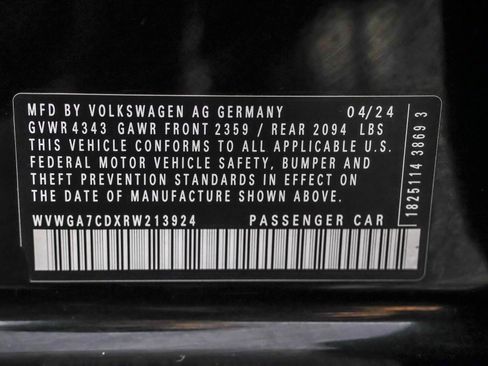 MFD BY VOLKSWAGEN AG GERMANY 04/24
GVWR 4343 GAWR FRONT 2359 / REAR 2094 LBS
THIS VEHICLE CONFORMS TO ALL APPLICABLE U.S.
FEDERAL MOTOR VEHICLE SAFETY, BUMPER AND
THEFT PREVENTION STANDARDS IN EFFECT ON
THE DATE OF MANUFACTURE SHOWN ABOVE.
WVWGA7CDXRW213924 PASSENGER CAR
1825114 3869 3